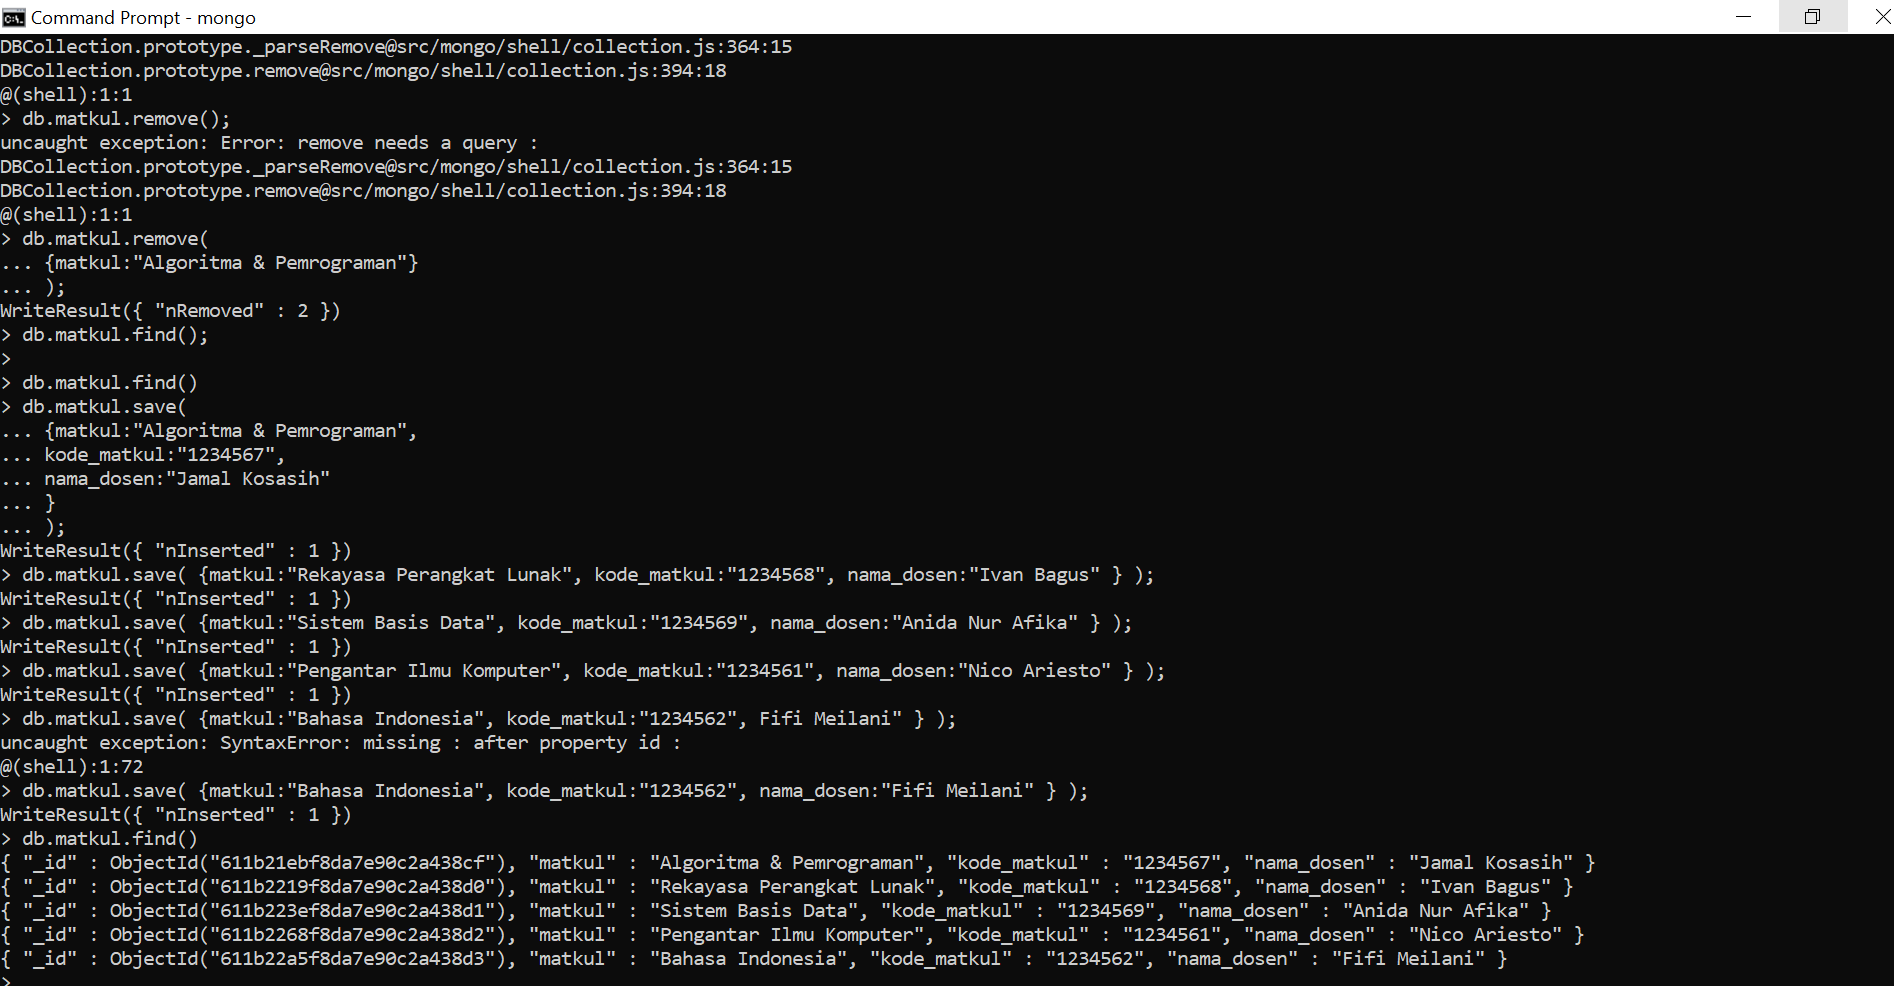 Command Prompt - mongo
DBCollection.prototype._parseRemove@src/mongo/shell/collection.js:364:15
DBCollection.prototype.remove@src/mongo/shell/collection.js:394:18
@(shell):1:1
> db.matkul.remove();
uncaught exception: Error: remove needs a query :
DBCollection.prototype._parseRemove@src/mongo/shell/collection.js:364:15
DBCollection.prototype.remove@src/mongo/shell/collection.js:394:18
@(shell):1:1
> db.matkul.remove(
... {matkul:"Algoritma & Pemrograman"}
... );
WriteResult({ "nRemoved" : 2 })
> db.matkul.find();
>
> db.matkul.find()
> db.matkul.save(
... {matkul:"Algoritma & Pemrograman",
... kode_matkul:"1234567",
... nama_dosen:"Jamal Kosasih"
... }
... );
WriteResult({ "nInserted" : 1 })
> db.matkul.save( {matkul:"Rekayasa Perangkat Lunak", kode_matkul:"1234568", nama_dosen:"Ivan Bagus" } );
WriteResult({ "nInserted" : 1 })
> db.matkul.save( {matkul:"Sistem Basis Data", kode_matkul:"1234569", nama_dosen:"Anida Nur Afika" } );
WriteResult({ "nInserted" : 1 })
> db.matkul.save( {matkul:"Pengantar Ilmu Komputer", kode_matkul:"1234561", nama_dosen:"Nico Ariesto" } );
WriteResult({ "nInserted" : 1 })
> db.matkul.save( {matkul:"Bahasa Indonesia", kode_matkul:"1234562", Fifi Meilani" } );
uncaught exception: SyntaxError: missing : after property id :
@(shell):1:72
> db.matkul.save( {matkul:"Bahasa Indonesia", kode_matkul:"1234562", nama_dosen:"Fifi Meilani" } );
WriteResult({ "nInserted" : 1 })
> db.matkul.find()
{ "_id" : ObjectId("611b21ebf8da7e90c2a438cf"), "matkul" : "Algoritma & Pemrograman", "kode_matkul" : "1234567", "nama_dosen" : "Jamal Kosasih" }
{ "_id" : ObjectId("611b2219f8da7e90c2a438d0"), "matkul" : "Rekayasa Perangkat Lunak", "kode_matkul" : "1234568", "nama_dosen" : "Ivan Bagus" }
{ "_id" : ObjectId("611b223ef8da7e90c2a438d1"), "matkul" : "Sistem Basis Data", "kode_matkul" : "1234569", "nama_dosen" : "Anida Nur Afika" }
{ "_id" : ObjectId("611b2268f8da7e90c2a438d2"), "matkul" : "Pengantar Ilmu Komputer", "kode_matkul" : "1234561", "nama_dosen" : "Nico Ariesto" }
{ "_id" : ObjectId("611b22a5f8da7e90c2a438d3"), "matkul" : "Bahasa Indonesia", "kode_matkul" : "1234562", "nama_dosen" : "Fifi Meilani" }
>